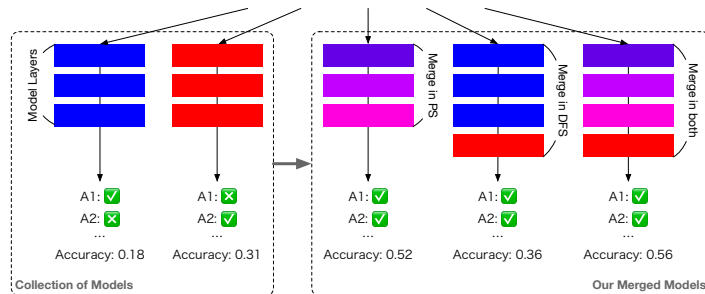 Model Layers
Merge in PS
Merge in DFS
Merge in both
A1: ✅
A1: ❎
A1: ✅
A1: ✅
A1: ✅
A2: ❎
A2: ✅
A2: ✅
A2: ✅
A2: ✅
... ... ... ... ...
Accuracy: 0.18
Accuracy: 0.31
Accuracy: 0.52
Accuracy: 0.36
Accuracy: 0.56
Collection of Models
Our Merged Models